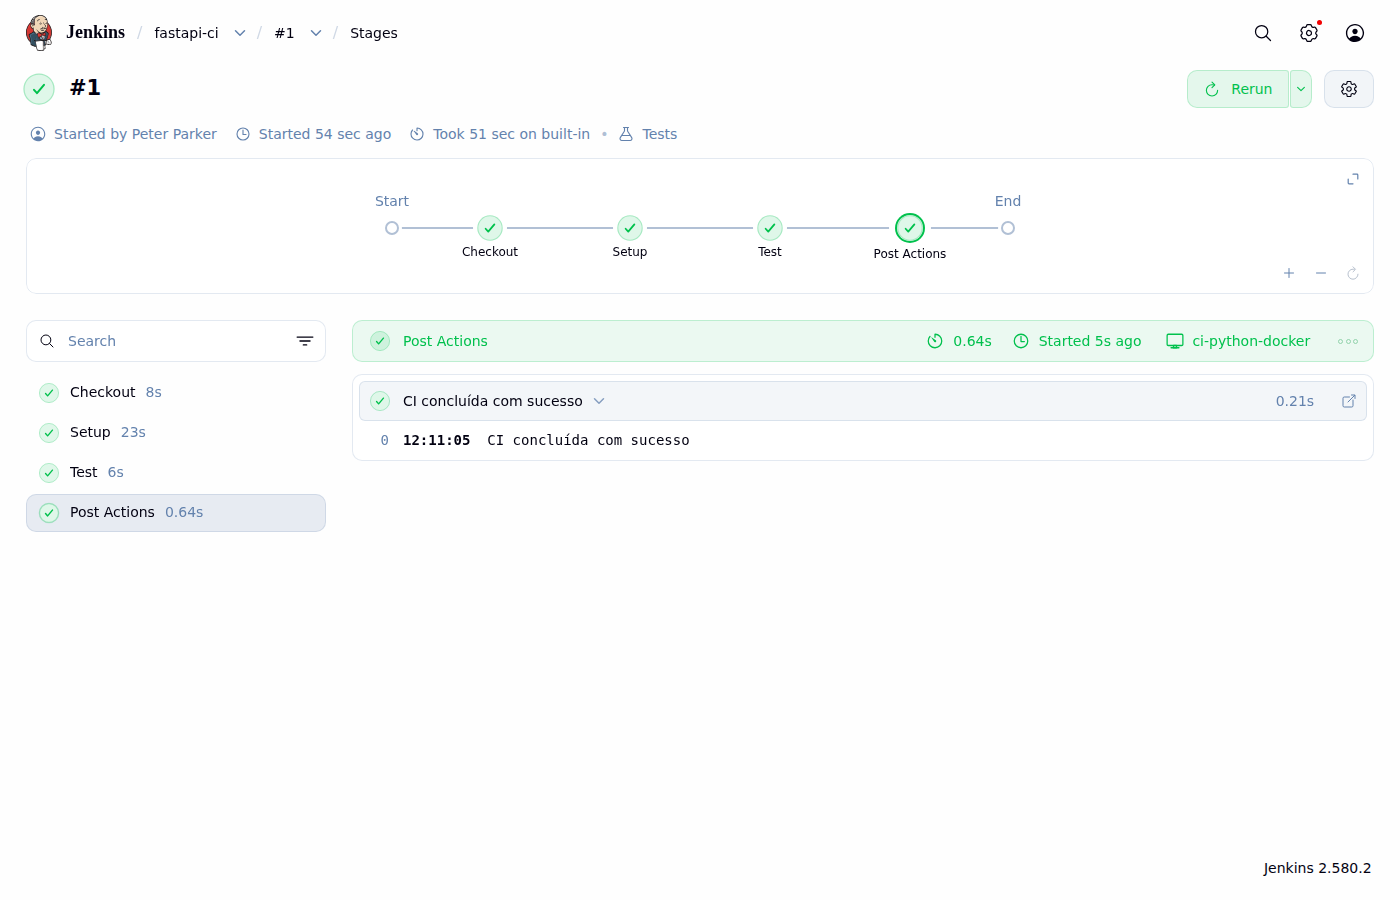 Jenkins / fastapi-ci / #1 / Stages
#1
Rerun
Started by Peter Parker Started 54 sec ago Took 51 sec on built-in • Tests
Start End
Checkout Setup Test Post Actions
Search
Checkout 8s
Setup 23s
Test 6s
Post Actions 0.64s
Post Actions 0.64s Started 5s ago ci-python-docker
CI concluída com sucesso 0.21s
0 12:11:05 CI concluída com sucesso
Jenkins 2.580.2